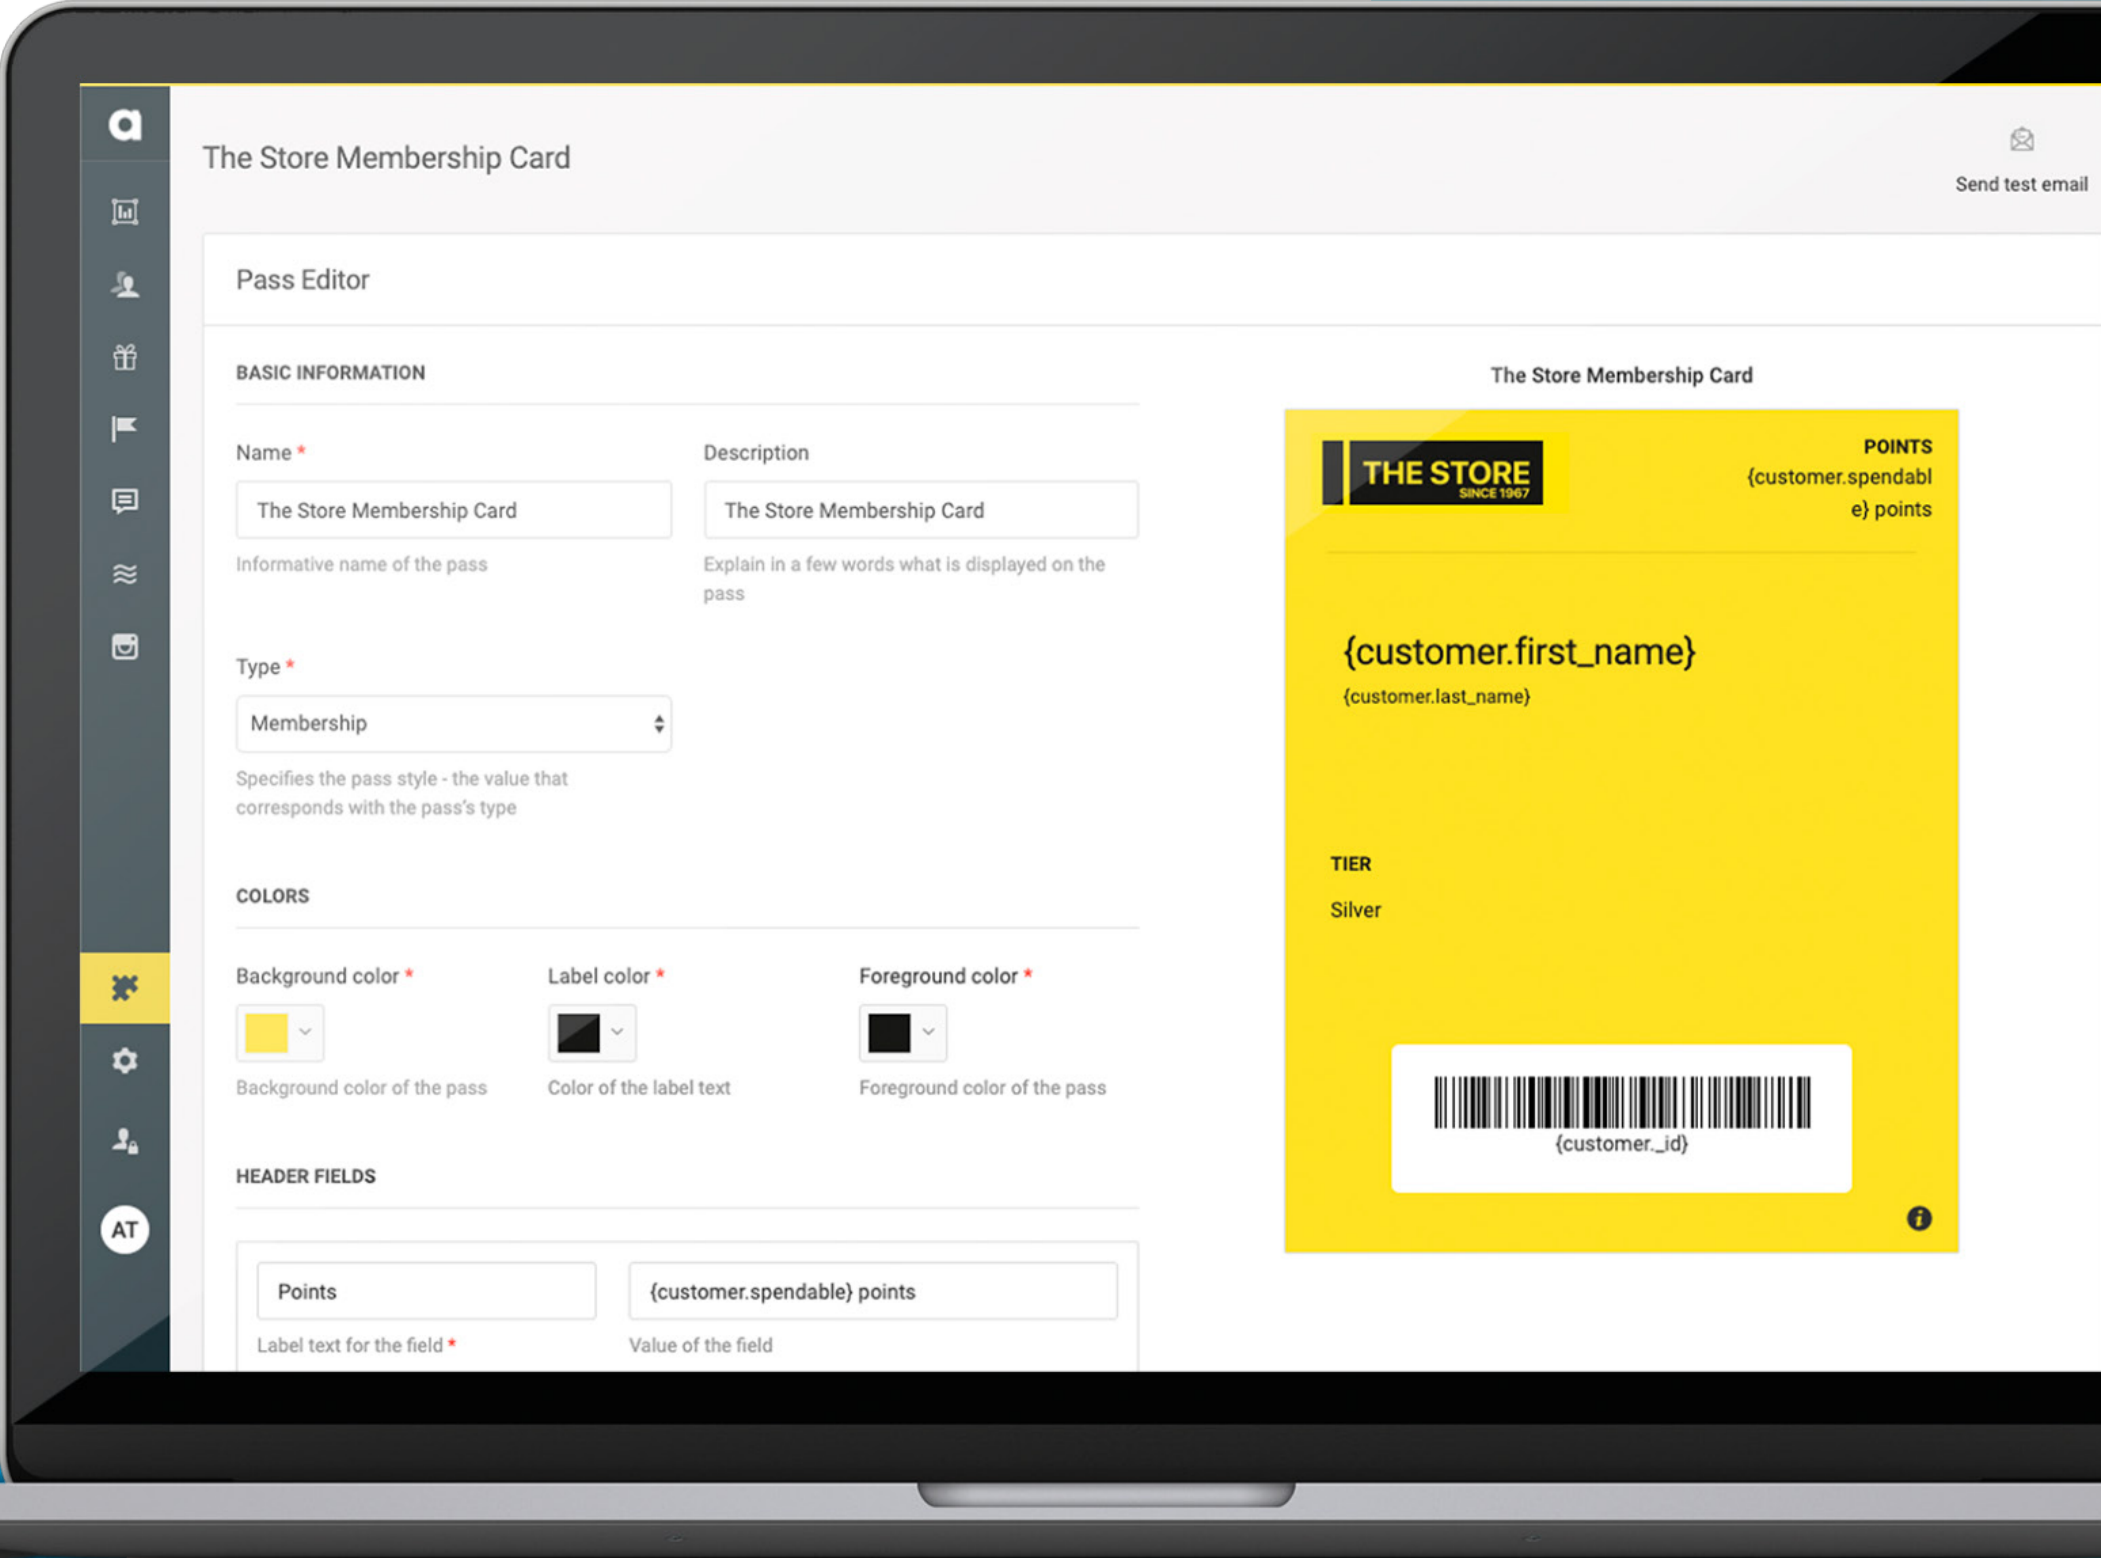 a
The Store Membership Card
Send test email
Pass Editor
BASIC INFORMATION
Name *
Description
The Store Membership Card
The Store Membership Card
Informative name of the pass
Explain in a few words what is displayed on the
pass
Type *
Membership
Specifies the pass style - the value that
corresponds with the pass's type
COLORS
Background color *
Label color *
Foreground color *
Background color of the pass
Color of the label text
Foreground color of the pass
HEADER FIELDS
AT
Points
{customer.spendable} points
Label text for the field *
Value of the field
The Store Membership Card
THE STORE
SINCE 1967
POINTS
{customer.spendabl
e} points
{customer.first_name}
{customer.last_name}
TIER
Silver
{customer._id}
i